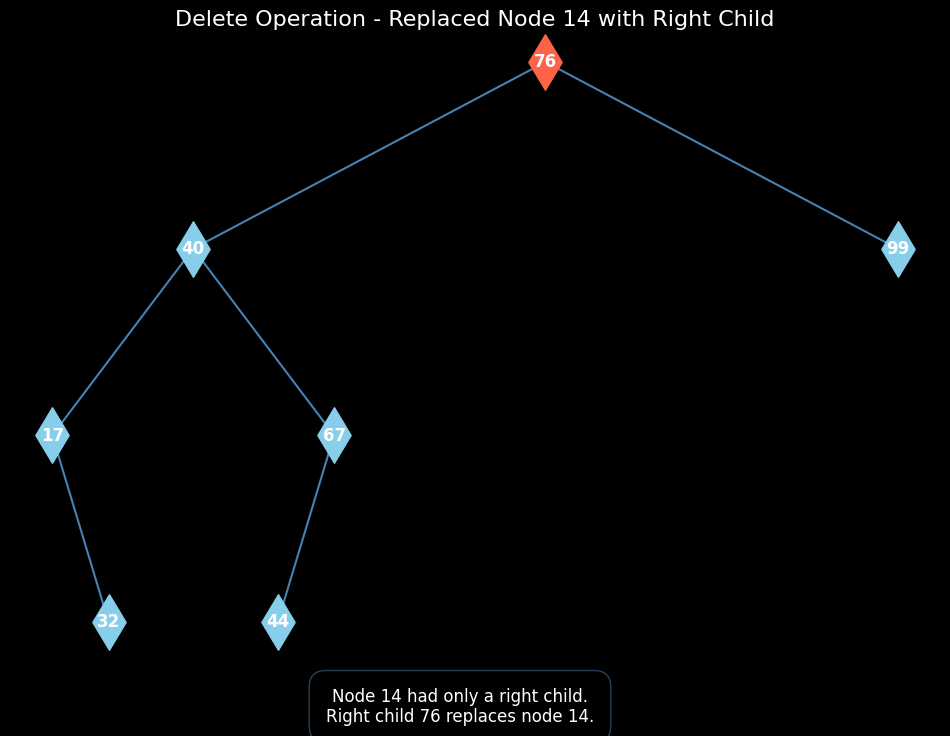 Delete Operation - Replaced Node 14 with Right Child
76
40
99
17
67
32
44
Node 14 had only a right child.
Right child 76 replaces node 14.